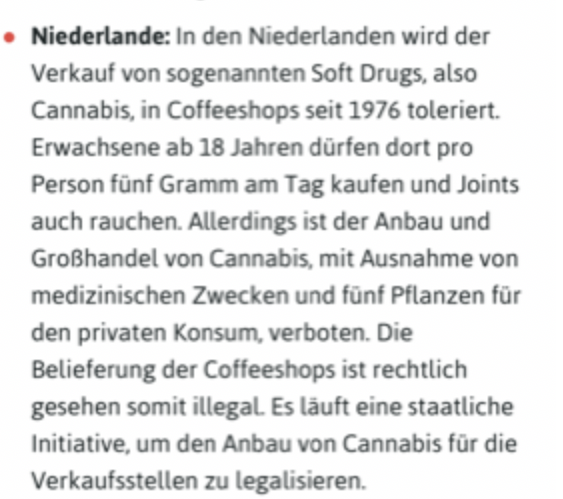 • Niederlande: In den Niederlanden wird der
Verkauf von sogenannten Soft Drugs, also
Cannabis, in Coffeeshops seit 1976 toleriert.
Erwachsene ab 18 Jahren dürfen dort pro
Person fünf Gramm am Tag kaufen und Joints
auch rauchen. Allerdings ist der Anbau und
Großhandel von Cannabis, mit Ausnahme von
medizinischen Zwecken und fünf Pflanzen für
den privaten Konsum, verboten. Die
Belieferung der Coffeeshops ist rechtlich
gesehen somit illegal. Es läuft eine staatliche
Initiative, um den Anbau von Cannabis für die
Verkaufsstellen zu legalisieren.